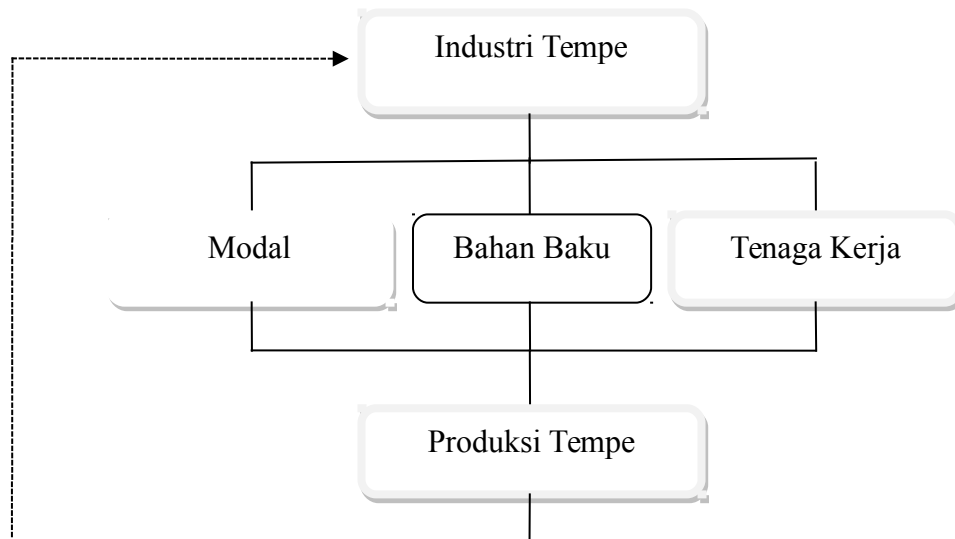 Industri Tempe
Modal
Bahan Baku
Tenaga Kerja
Produksi Tempe